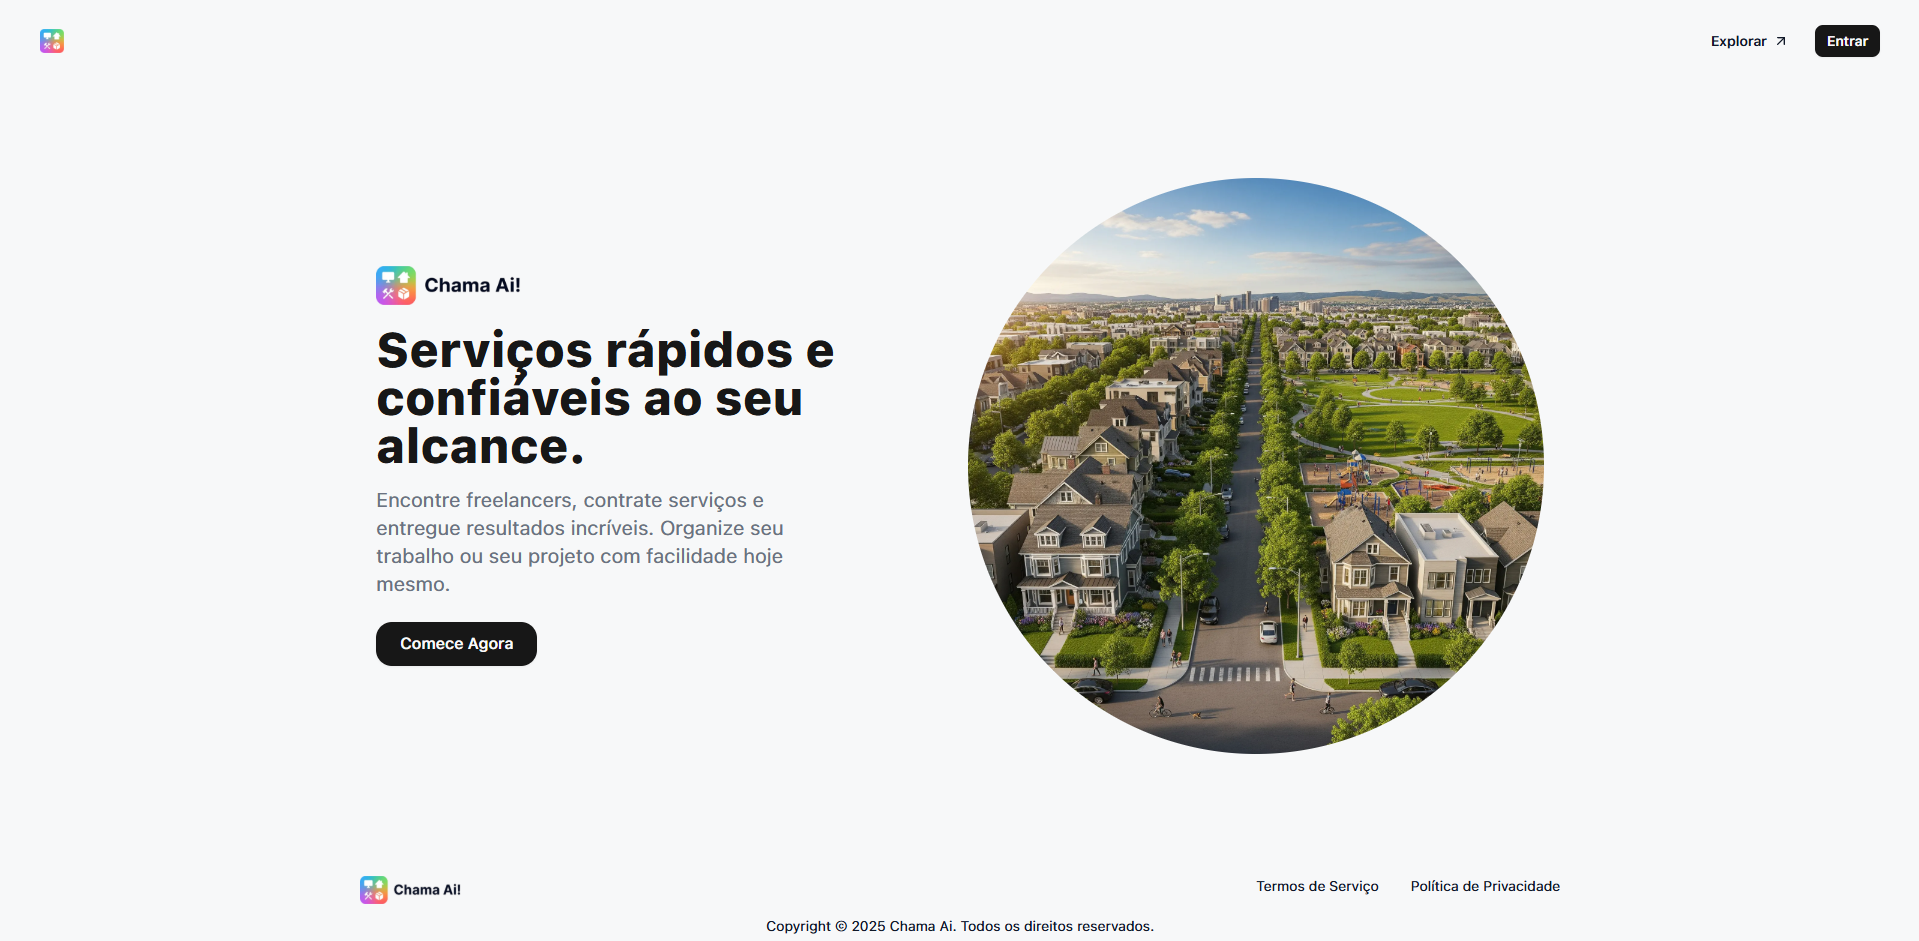 Explorar
Entrar
Chama Ai!
Serviços rápidos e
confiáveis ao seu
alcance.
Encontre freelancers, contrate serviços e
entregue resultados incríveis. Organize seu
trabalho ou seu projeto com facilidade hoje
mesmo.
Comece Agora
Chama Ai!
Termos de Serviço
Política de Privacidade
Copyright © 2025 Chama Ai. Todos os direitos reservados.